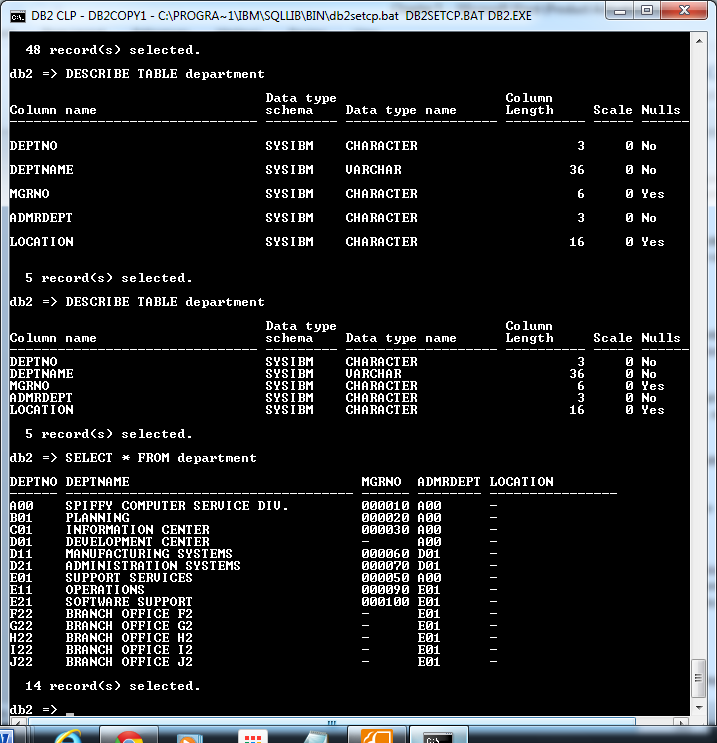 DB2 CLP - DB2COPY1 - C:\PROGRA~1\IBM\SQLLIB\BIN\db2setcp.bat DB2SETCP.BAT DB2.EXE
48 record(s) selected.
db2 => DESCRIBE TABLE department
Data type Column
Column name schema Data type name Length Scale Nulls
DEPTNO SYSIBM CHARACTER 3 0 No
DEPTNAME SYSIBM VARCHAR 36 0 No
MGRNO SYSIBM CHARACTER 6 0 Yes
ADMRDEPT SYSIBM CHARACTER 3 0 No
LOCATION SYSIBM CHARACTER 16 0 Yes
5 record(s) selected.
db2 => DESCRIBE TABLE department
Data type Column
Column name schema Data type name Length Scale Nulls
DEPTNO SYSIBM CHARACTER 3 0 No
DEPTNAME SYSIBM VARCHAR 36 0 No
MGRNO SYSIBM CHARACTER 6 0 Yes
ADMRDEPT SYSIBM CHARACTER 3 0 No
LOCATION SYSIBM CHARACTER 16 0 Yes
5 record(s) selected.
db2 => SELECT * FROM department
DEPTNO DEPTNAME MGRNO ADMRDEPT LOCATION
A00 SPIFFY COMPUTER SERVICE DIV. 000010 A00 -
B01 PLANNING 000020 A00 -
C01 INFORMATION CENTER 000030 A00 -
D01 DEVELOPMENT CENTER - A00 -
D11 MANUFACTURING SYSTEMS 000060 D01 -
D21 ADMINISTRATION SYSTEMS 000070 D01 -
E01 SUPPORT SERVICES 000050 A00 -
E11 OPERATIONS 000090 E01 -
E21 SOFTWARE SUPPORT 000100 E01 -
F22 BRANCH OFFICE F2 - E01 -
G22 BRANCH OFFICE G2 - E01 -
H22 BRANCH OFFICE H2 - E01 -
I22 BRANCH OFFICE I2 - E01 -
J22 BRANCH OFFICE J2 - E01 -
14 record(s) selected.
db2 => _